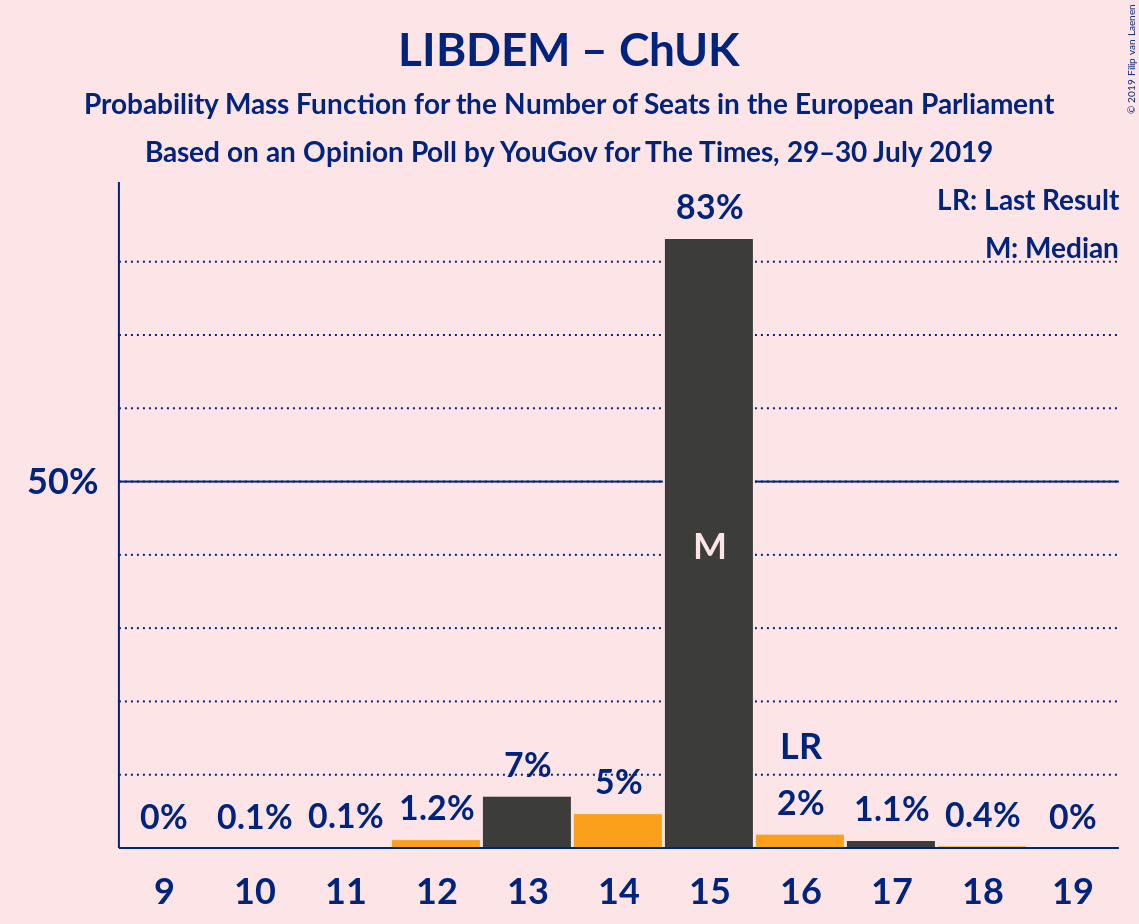 LIBDEM – ChUK
Probability Mass Function for the Number of Seats in the European Parliament
Based on an Opinion Poll by YouGov for The Times, 29–30 July 2019
© 2019 Filip van Laenen
LR: Last Result
M: Median
83%
50%
M
LR
7%
5%
2%
0%
0.1%
0.1%
1.2%
1.1%
0.4%
0%
9 10 11 12 13 14 15 16 17 18 19